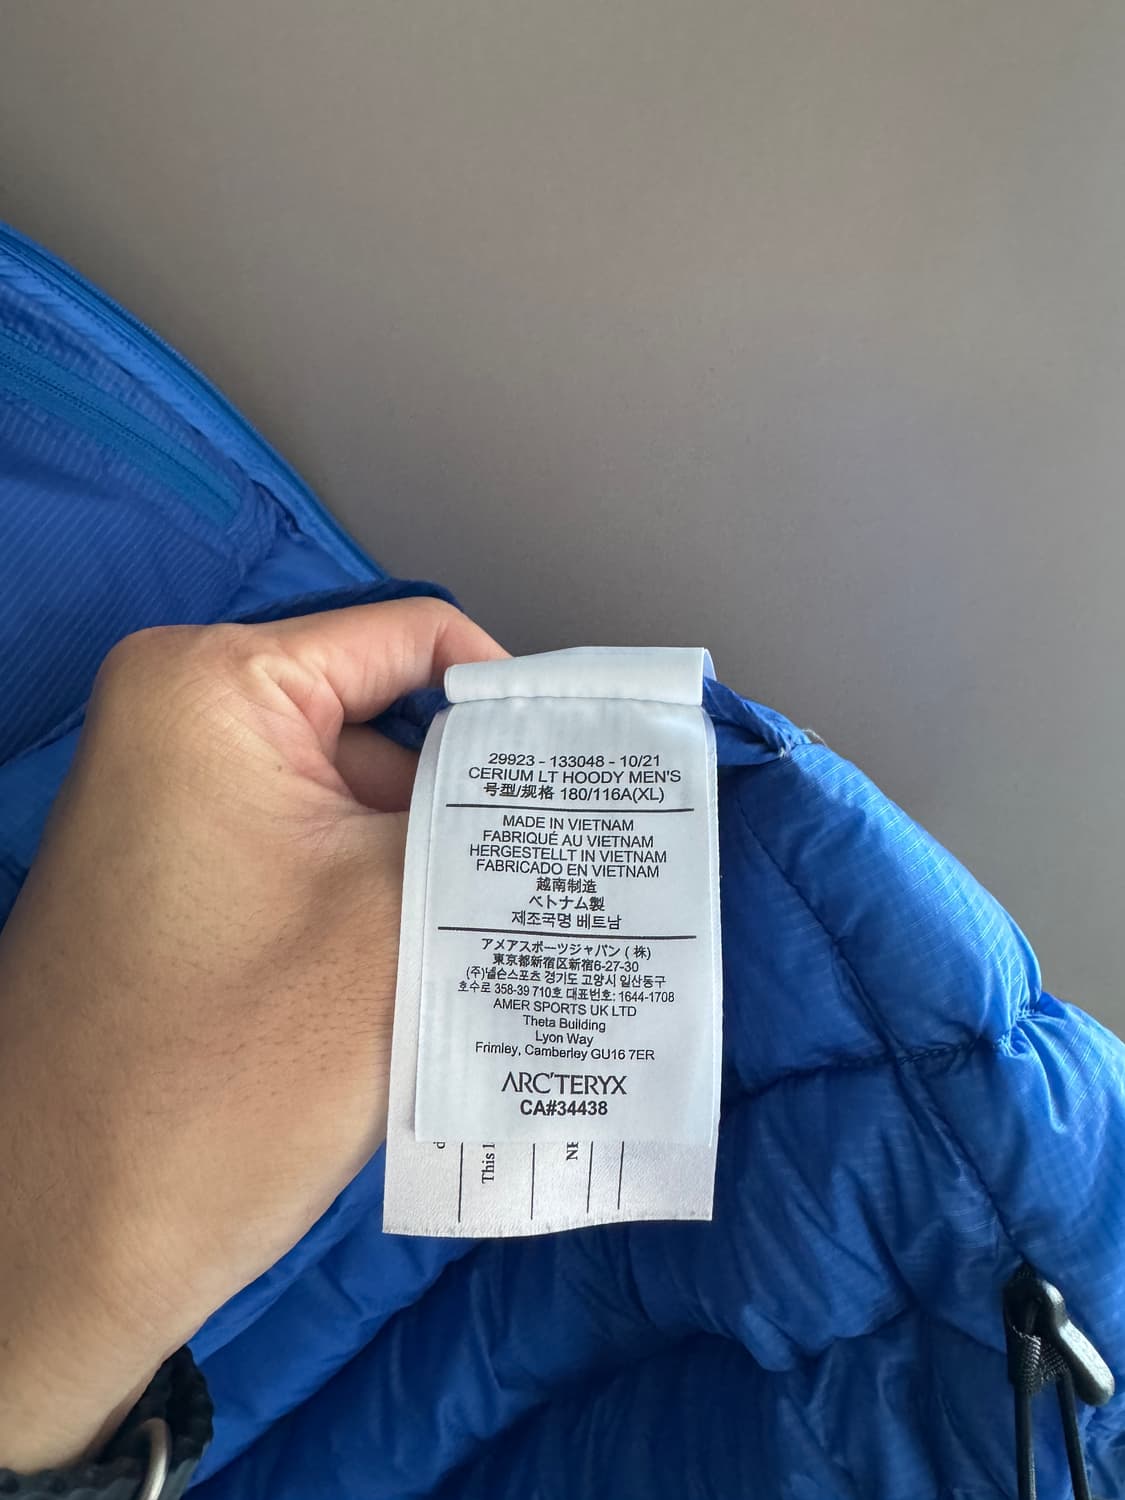 29923 - 133048 - 10/21
CERIUM LT HOODY MEN'S
号型/规格 180/116A(XL)
MADE IN VIETNAM
FABRIQUÉ AU VIETNAM
HERGESTELLT IN VIETNAM
FABRICADO EN VIETNAM
越南制造
ベトナム製
제조국명 베트남
アメアスポーツジャパン ( 株)
東京都新宿区新宿6-27-30
(주)넬슨스포츠 경기도 고양시 일산동구
호수로 358-39 710호 대표번호: 1644-1708
AMER SPORTS UK LTD
Theta Building
Lyon Way
Frimley, Camberley GU16 7ER
ARC'TERYX
CA#34438
This